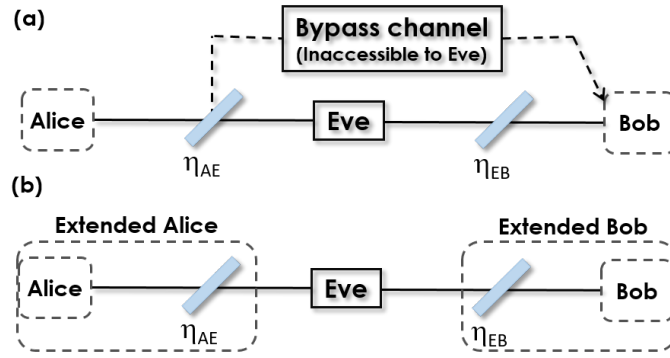 (a)
Bypass channel
(Inaccessible to Eve)
Alice
Eve
Bob
η_AE
η_EB
(b)
Extended Alice
Extended Bob
Alice
Eve
Bob
η_AE
η_EB